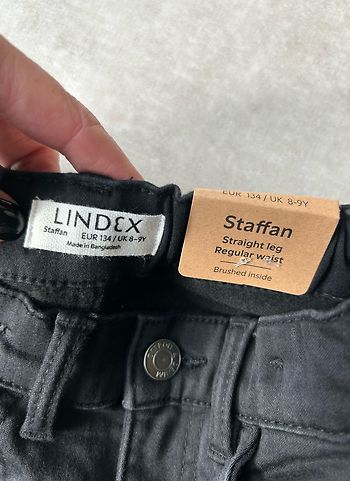 LINDEX
Staffan
EUR 134 / UK 8-9Y
Made in Bangladesh
EUR 134 / UK 8-9Y
Staffan
Straight leg
Regular waist
Brushed inside